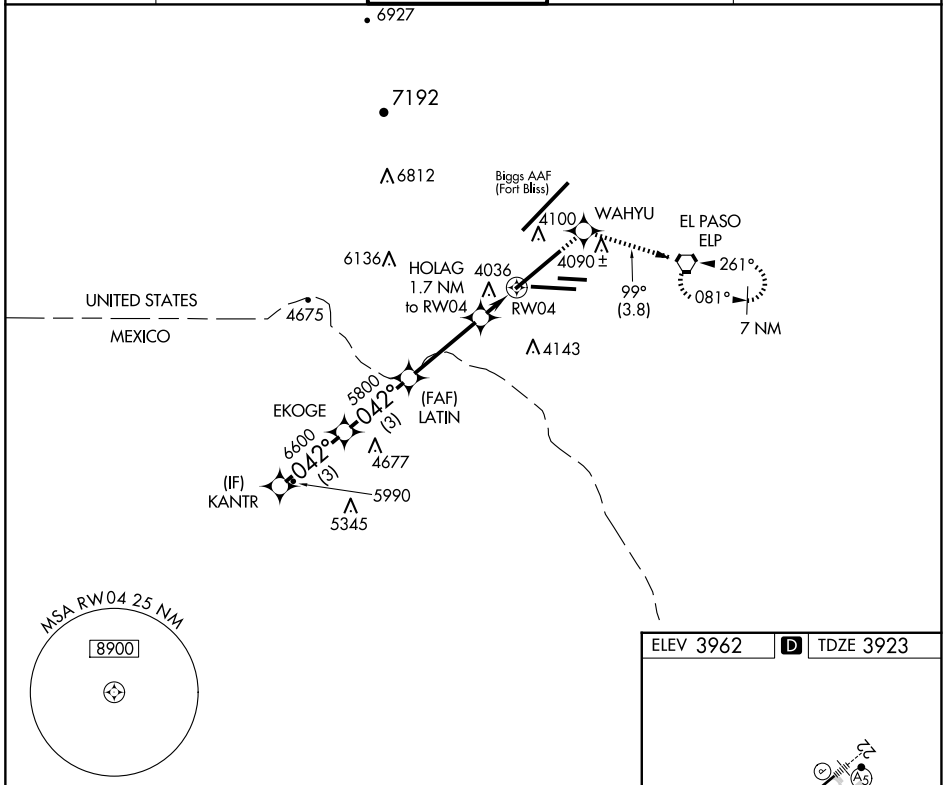 6927
7192
6812
Biggs AAF
(Fort Bliss)
4100
WAHYU
EL PASO
ELP
6136
HOLAG
1.7 NM
to RW04
4036
4090 ±
261°
081°
99°
(3.8)
RW04
7 NM
UNITED STATES
MEXICO
4675
4143
5800
042°
(3)
(FAF)
LATIN
EKOGE
6600
042°
(3)
4677
(IF)
KANTR
5990
5345
MSA RW04 25 NM
8900
ELEV 3962
D
TDZE 3923
22
P
A5